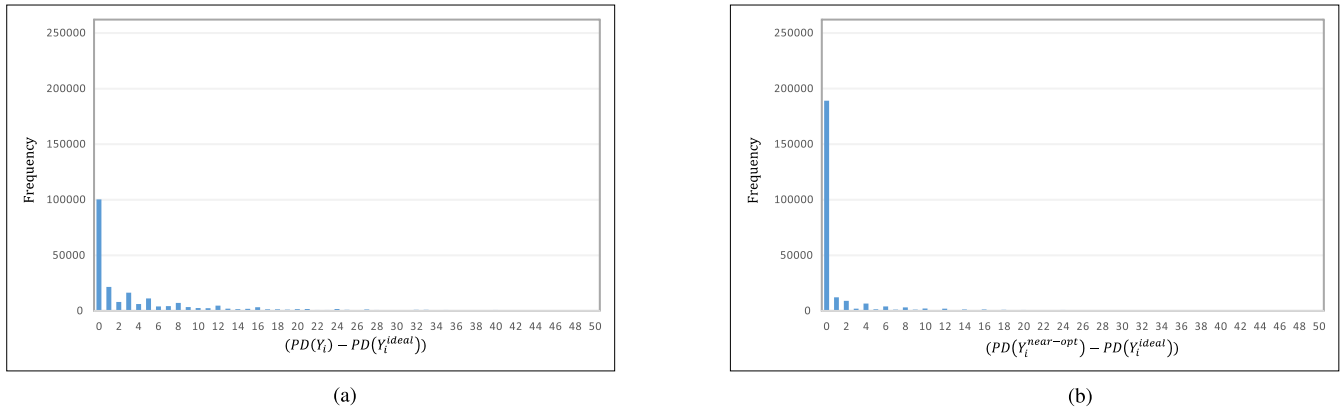 250000
200000
150000
100000
50000
0
Frequency
0 2 4 6 8 10 12 14 16 18 20 22 24 26 28 30 32 34 36 38 40 42 44 46 48 50
(PD(Y_i) − PD(Y_i^{ideal}))
(a)
250000
200000
150000
100000
50000
0
Frequency
0 2 4 6 8 10 12 14 16 18 20 22 24 26 28 30 32 34 36 38 40 42 44 46 48 50
(PD(Y_i^{near−opt}) − PD(Y_i^{ideal}))
(b)